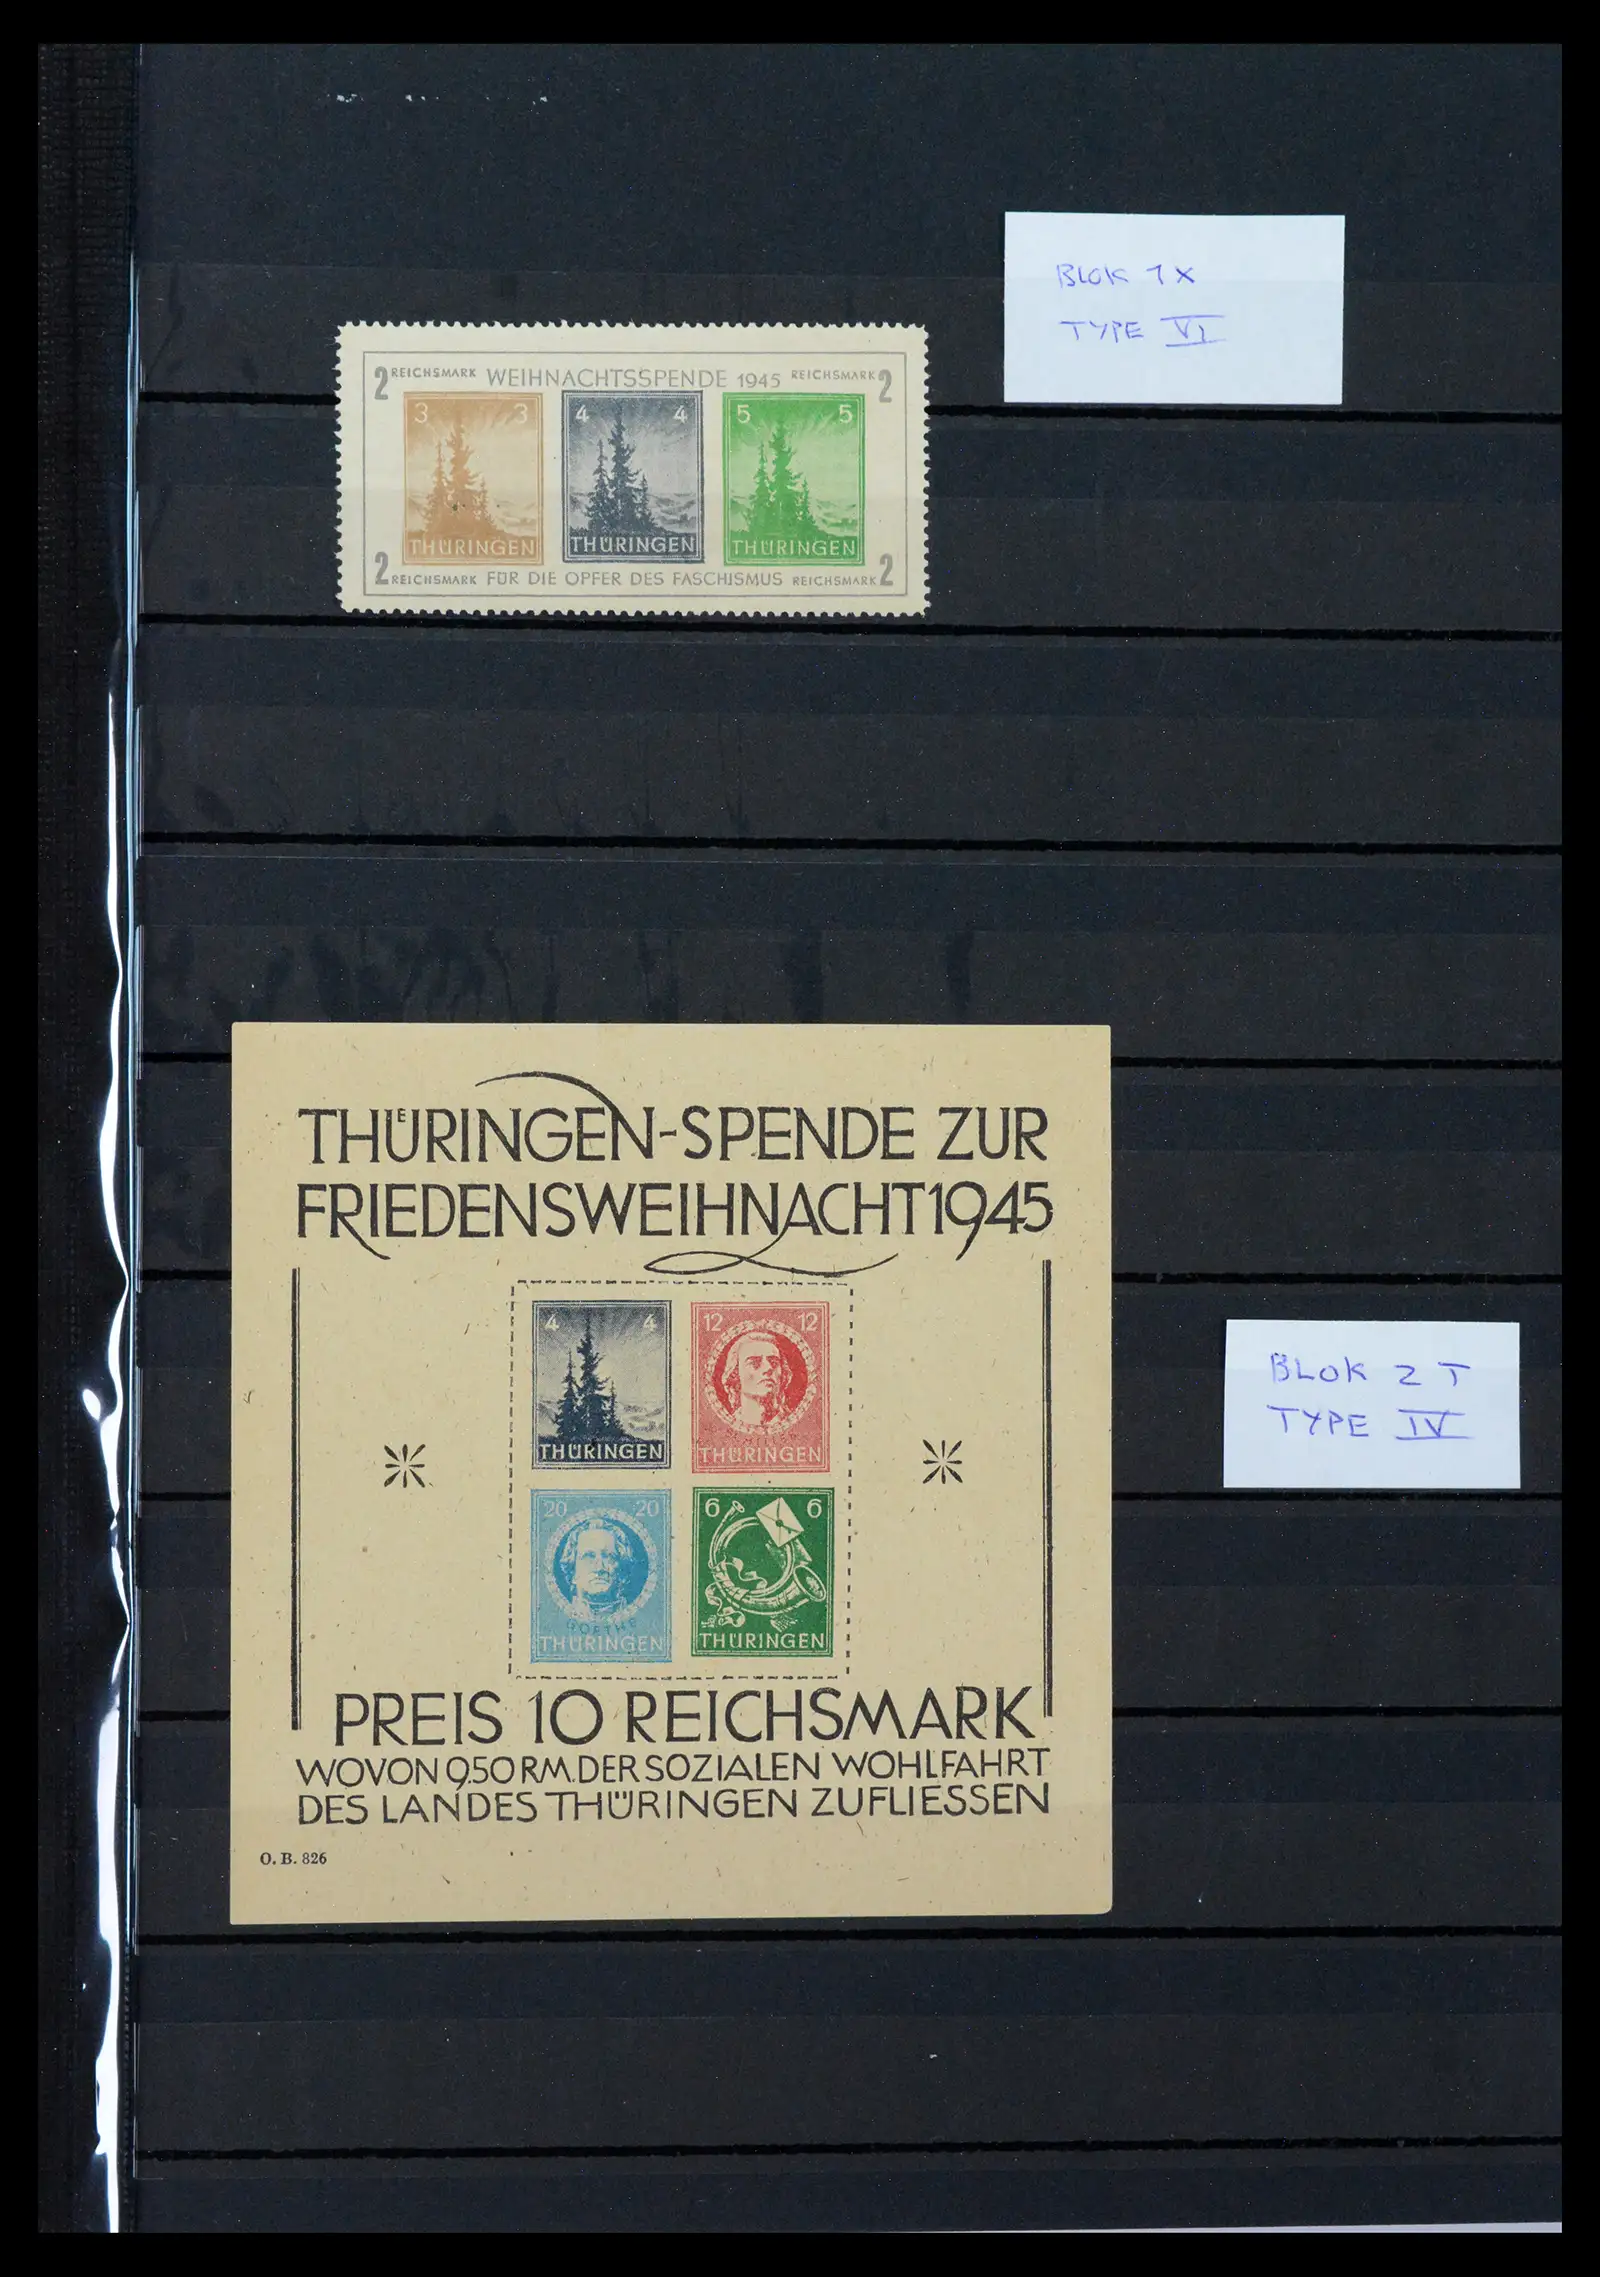 BLOK 1X
TYPE VI
2 REICHSMARK WEIHNACHTSSPENDE 1945 REICHSMARK 2
3 3 4 4 5 5
THÜRINGEN THÜRINGEN THÜRINGEN
2 REICHSMARK FÜR DIE OPFER DES FASCHISMUS REICHSMARK 2
THÜRINGEN-SPENDE ZUR
FRIEDENSWEIHNACHT 1945
4 4 12 12
THÜRINGEN THÜRINGEN
20 20 6 6
GOETHE
THÜRINGEN THÜRINGEN
BLOK 2 T
TYPE IV
PREIS 10 REICHSMARK
WOVON 9.50 RM. DER SOZIALEN WOHLFAHRT
DES LANDES THÜRINGEN ZUFLIESSEN
O. B. 826